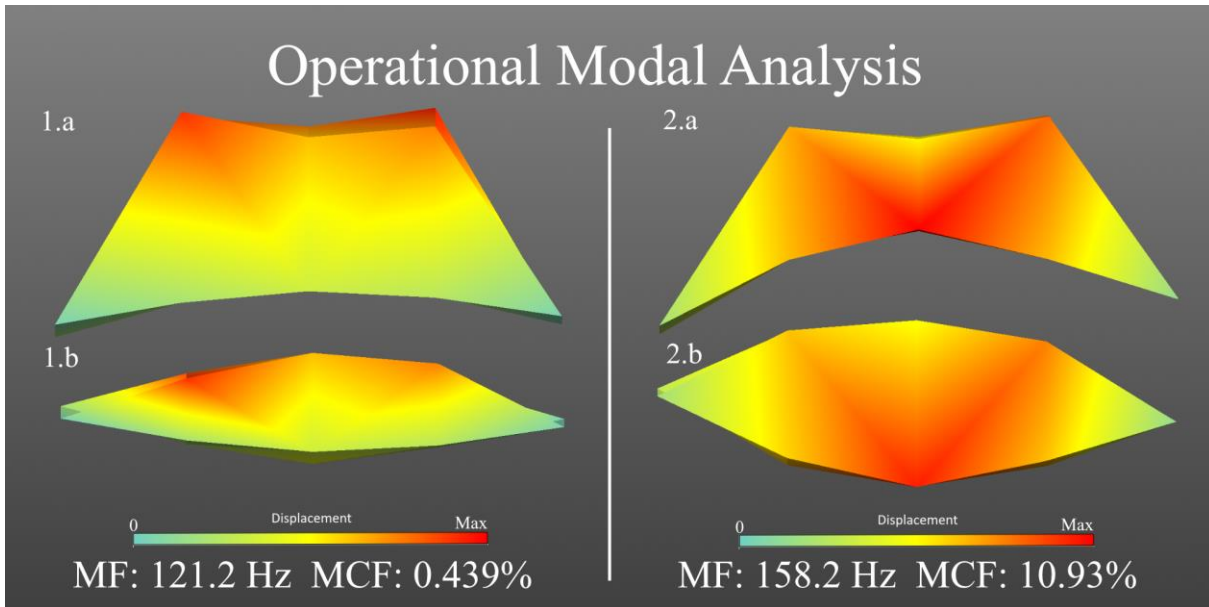 Operational Modal Analysis
1.a
1.b
0 Displacement Max
MF: 121.2 Hz MCF: 0.439%
2.a
2.b
0 Displacement Max
MF: 158.2 Hz MCF: 10.93%